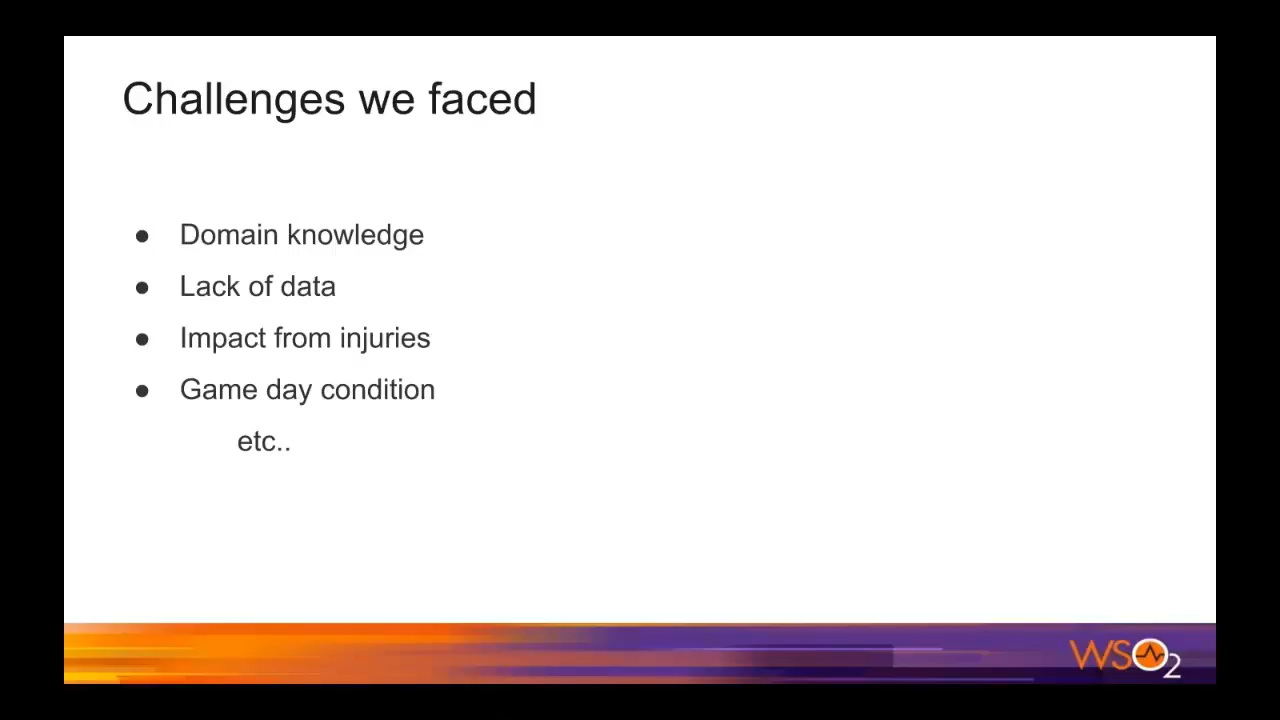 Challenges we faced
● Domain knowledge
● Lack of data
● Impact from injuries
● Game day condition
etc..
WSO2